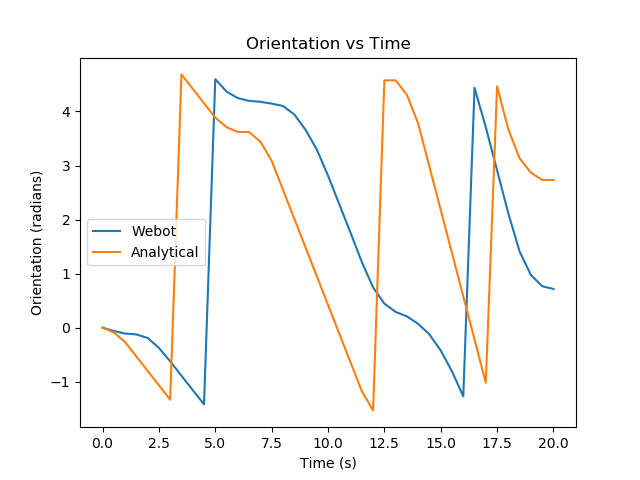 Orientation vs Time
Orientation (radians)
4
3
2
1
0
−1
Webot
Analytical
0.0 2.5 5.0 7.5 10.0 12.5 15.0 17.5 20.0
Time (s)